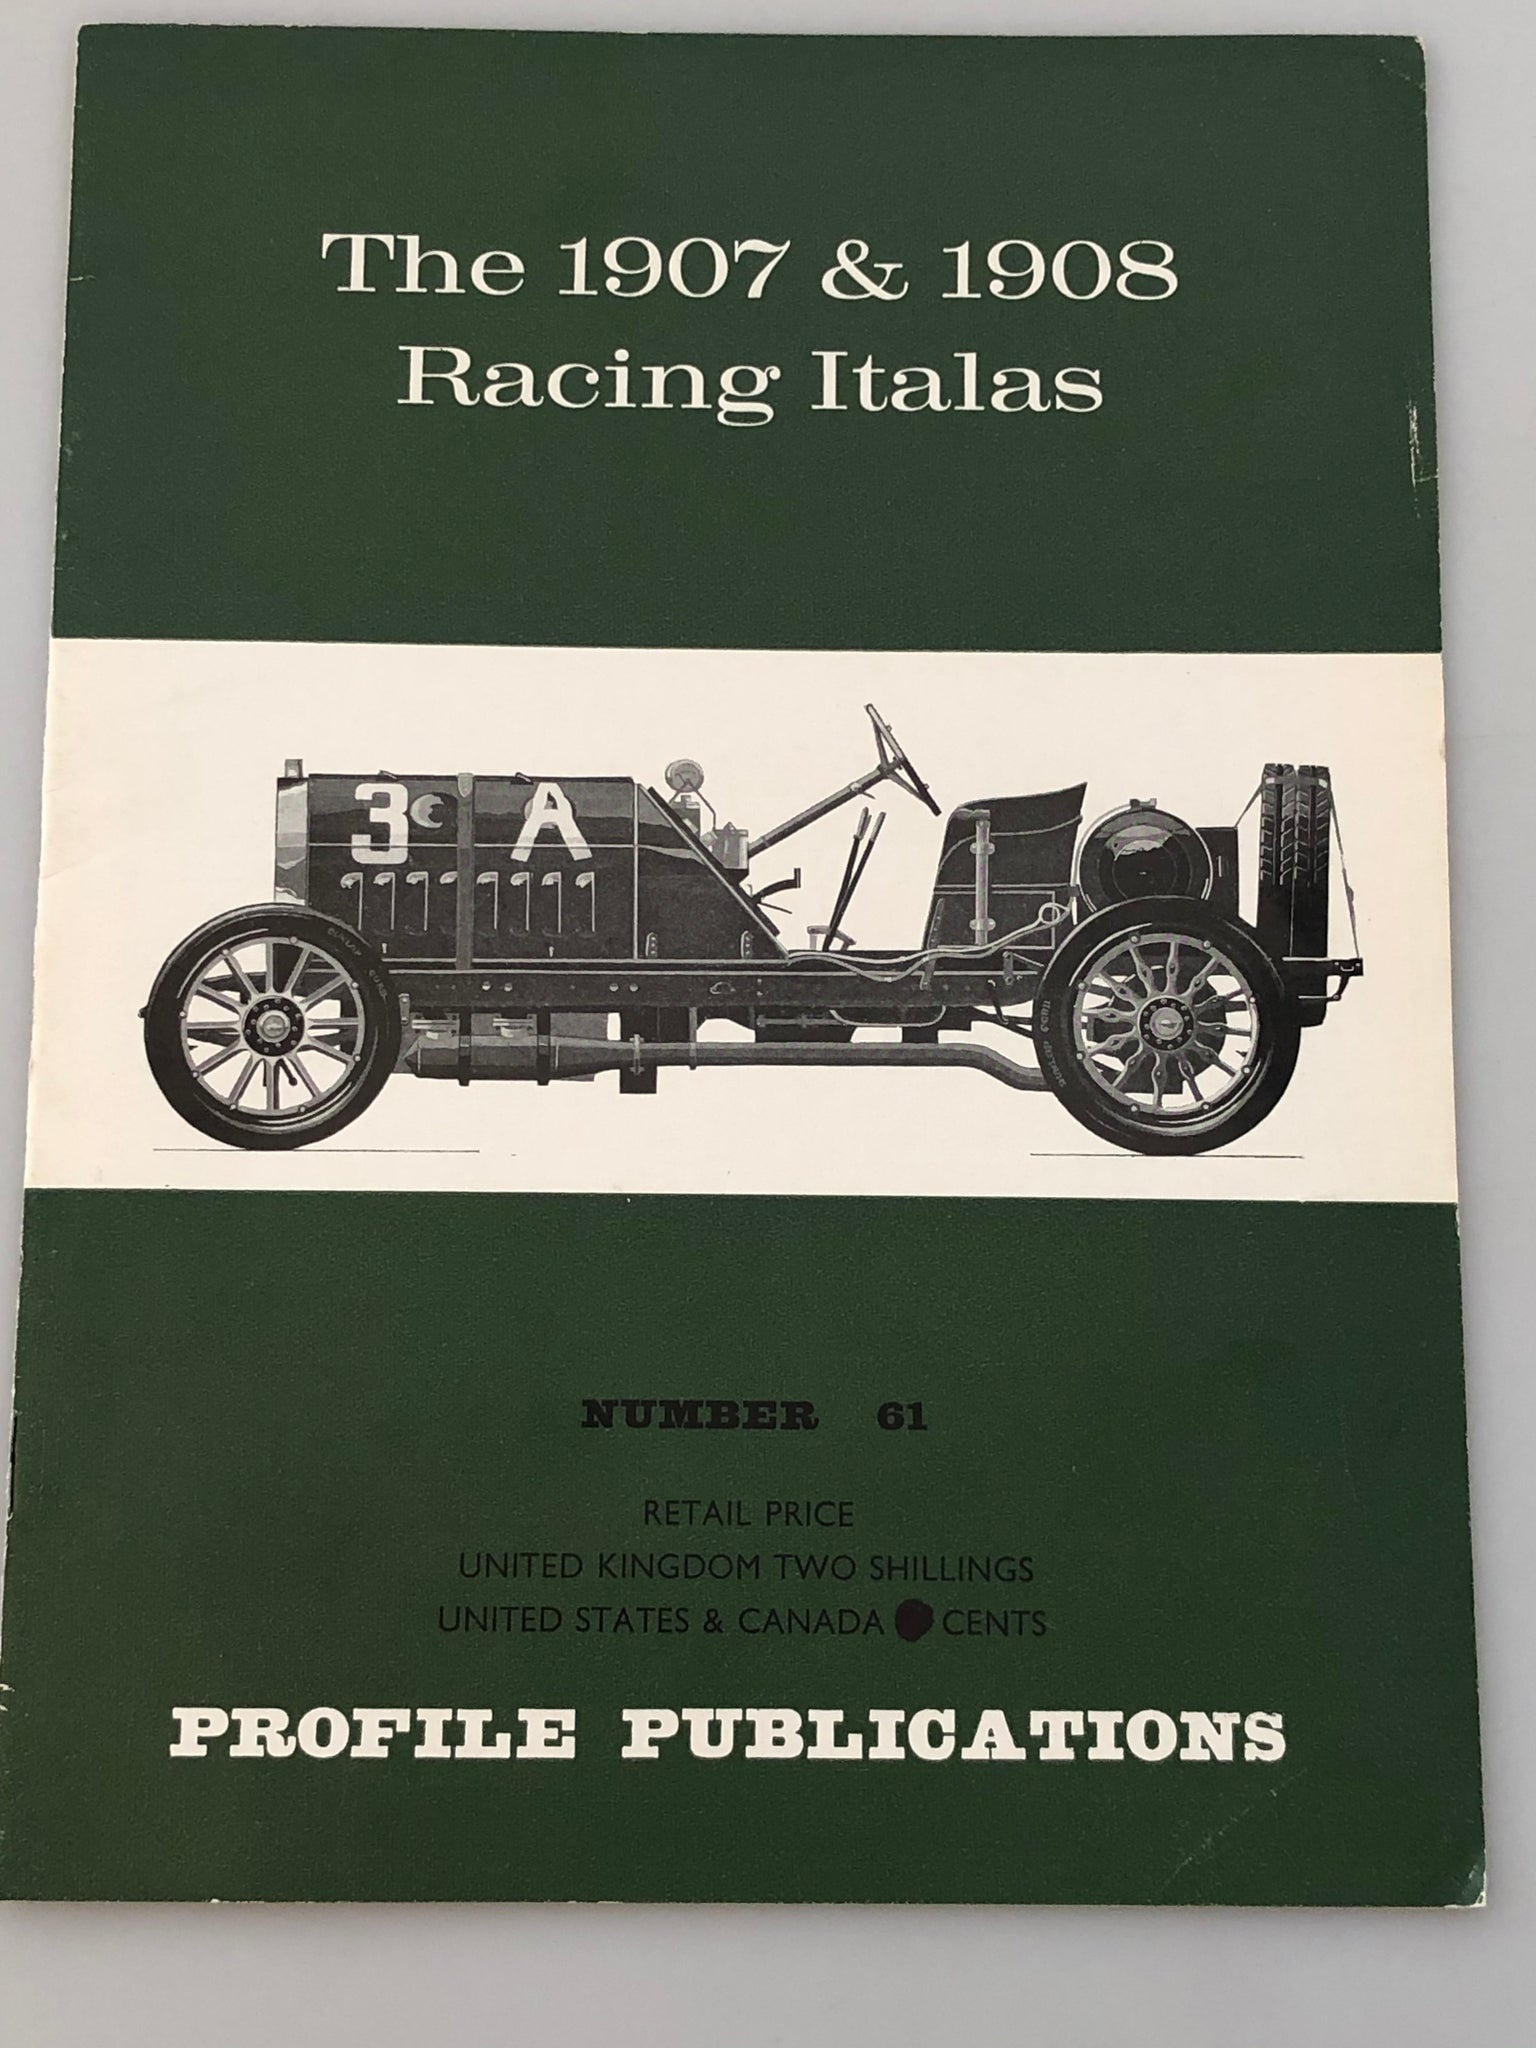 The 1907 & 1908
Racing Italas
3 A
NUMBER 61
RETAIL PRICE
UNITED KINGDOM TWO SHILLINGS
UNITED STATES & CANADA CENTS
PROFILE PUBLICATIONS